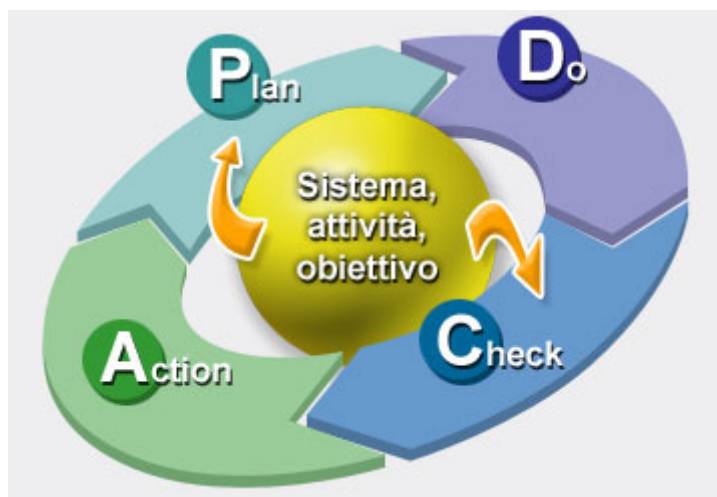 Plan
Do
Sistema,
attività,
obiettivo
Check
Action